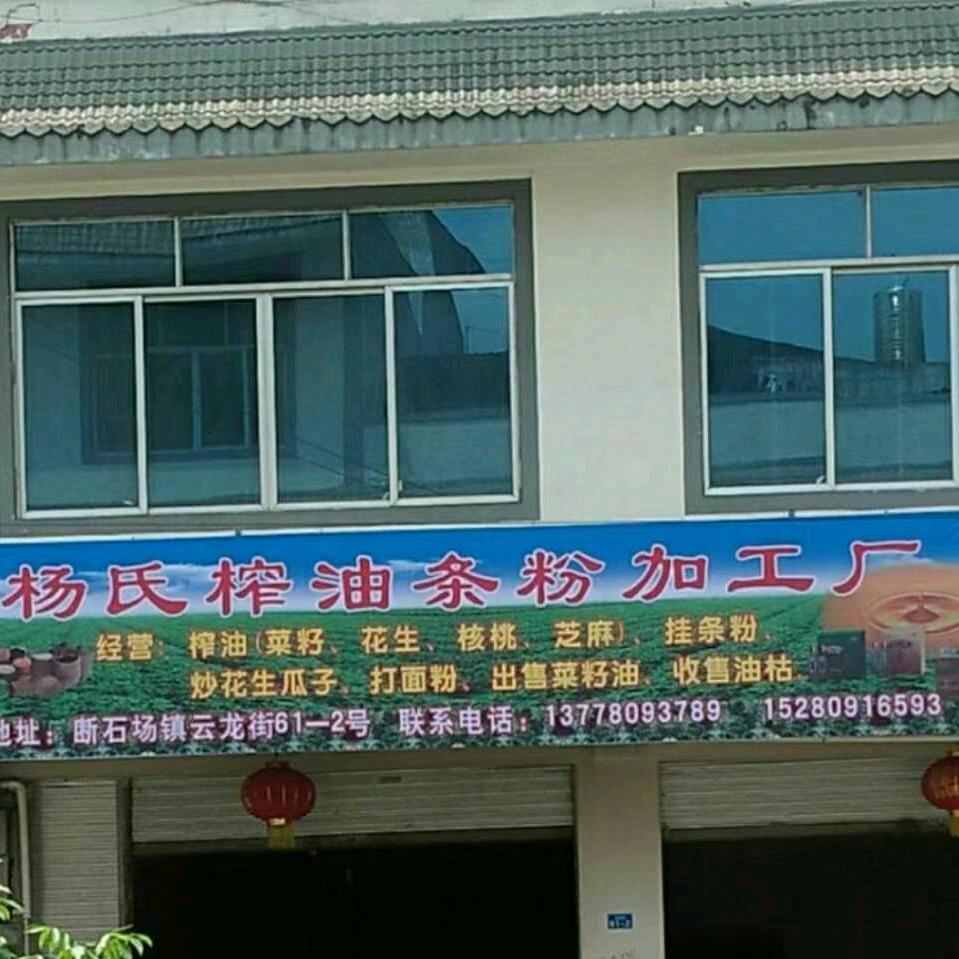 杨氏榨油条粉加工厂
经营:榨油(菜籽、花生、核桃、芝麻)、挂条粉、
炒花生瓜子、打面粉、出售菜籽油、收售油枯.
地址:断石场镇云龙街61—2号 联系电话:13778093789 15280916593